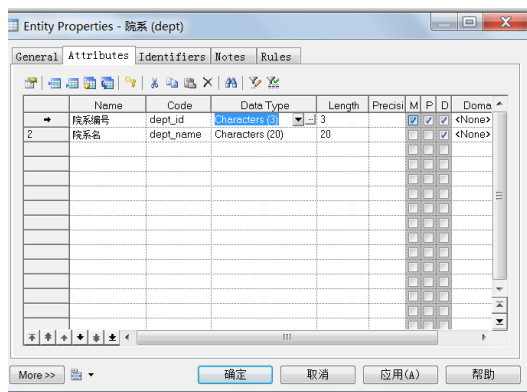 Entity Properties - 院系 (dept)
General Attributes Identifiers Notes Rules
Name Code Data Type Length Precisi M P D Doma
院系编号 dept_id Characters (3) 3 <None>
2 院系名 dept_name Characters (20) 20 <None>
More >> 确定 取消 应用(A) 帮助